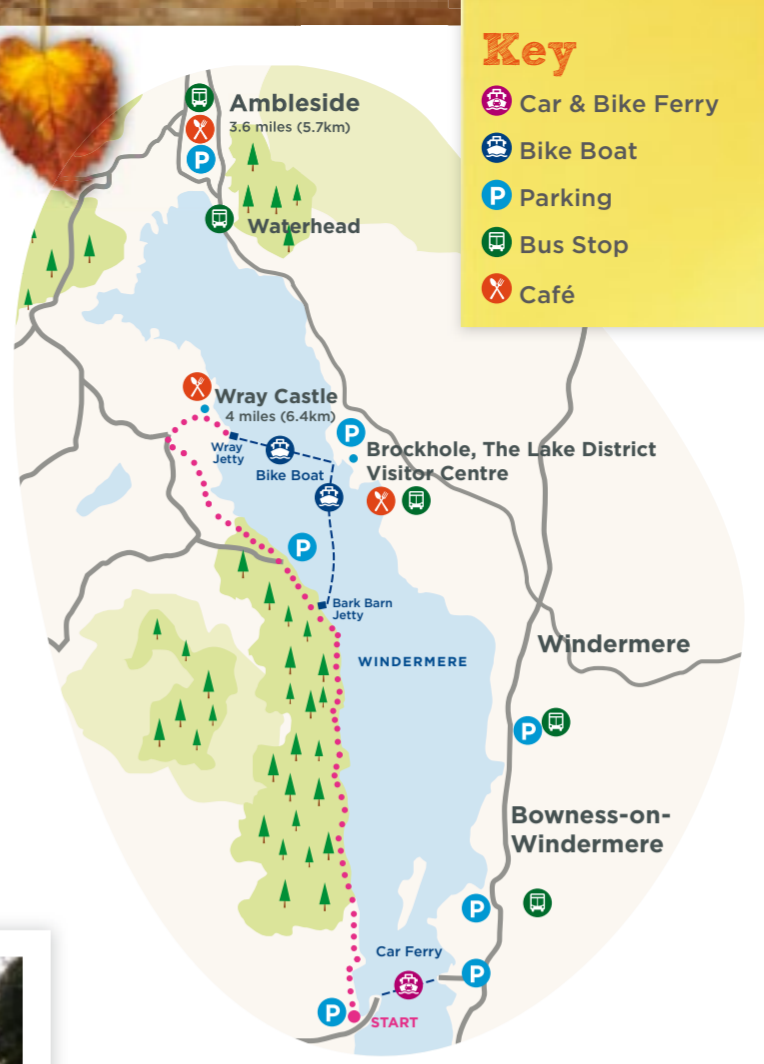 Key
Car & Bike Ferry
Bike Boat
P Parking
Bus Stop
Café
Ambleside
3.6 miles (5.7km)
P
Waterhead
Wray Castle
4 miles (6.4km)
Wray
Jetty
Bike Boat
P
Brockhole, The Lake District
Visitor Centre
P
Bark Barn
Jetty
WINDERMERE
Windermere
P
Bowness-on-
Windermere
P
Car Ferry
P
P
START